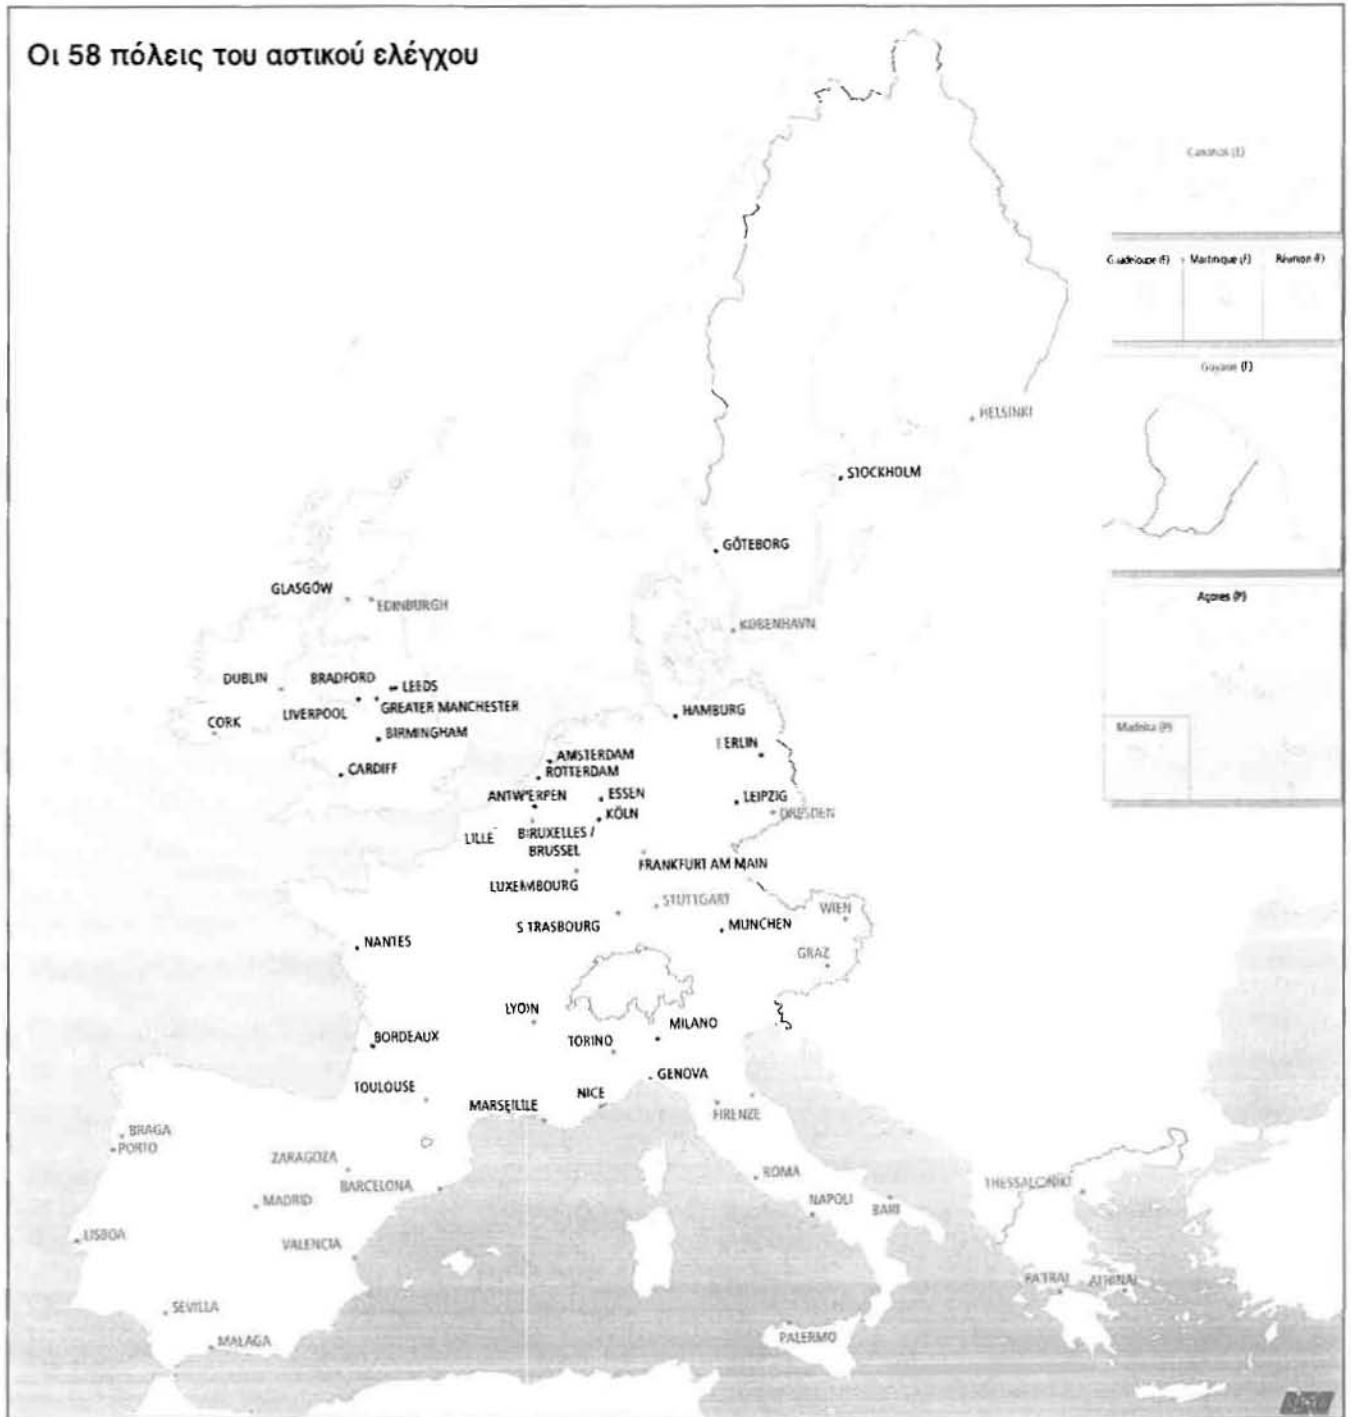 Οι 58 πόλεις του αστικού ελέγχου
Canarias (E)
Guadeloupe (F)
Martinique (F)
Réunion (F)
Guyane (F)
HELSINKI
STOCKHOLM
GÖTEBORG
Açores (P)
GLASGOW
EDINBURGH
KØBENHAVN
DUBLIN
BRADFORD
LEEDS
HAMBURG
LIVERPOOL
GREATER MANCHESTER
CORK
Madeira (P)
BIRMINGHAM
BERLIN
AMSTERDAM
CARDIFF
ROTTERDAM
ANTWERPEN
ESSEN
LEIPZIG
KÖLN
DRESDEN
LILLE
BRUXELLES /
BRUSSEL
FRANKFURT AM MAIN
LUXEMBOURG
STUTTGART
WIEN
STRASBOURG
MUNCHEN
NANTES
GRAZ
LYON
MILANO
BORDEAUX
TORINO
GENOVA
TOULOUSE
NICE
MARSEILLE
FIRENZE
BRAGA
PORTO
ZARAGOZA
ROMA
THESSALONIKI
BARCELONA
MADRID
NAPOLI
BARI
LISBOA
VALENCIA
PATRAI
ATHINAI
SEVILLA
PALERMO
MALAGA